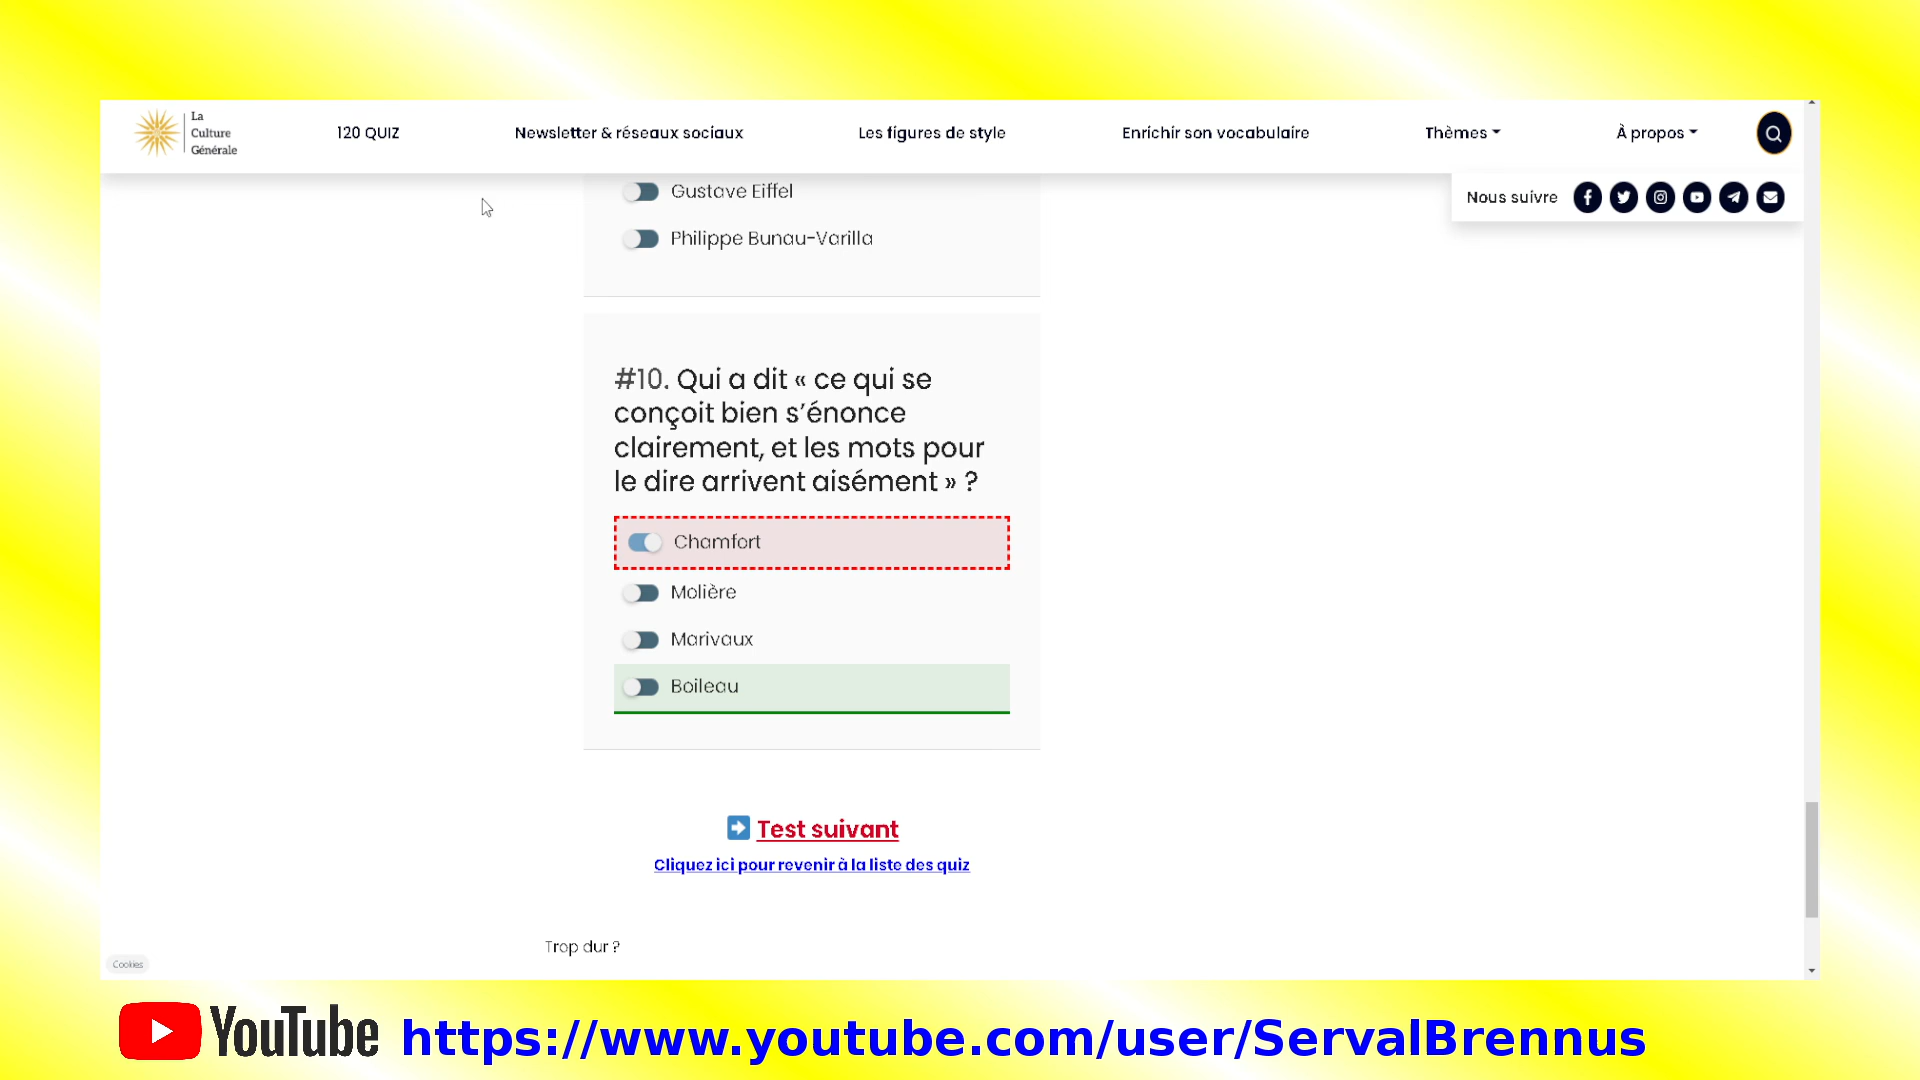 La
Culture
Générale
120 QUIZ
Newsletter & réseaux sociaux
Les figures de style
Enrichir son vocabulaire
Thèmes
À propos
Nous suivre
Gustave Eiffel
Philippe Bunau-Varilla
#10. Qui a dit « ce qui se
conçoit bien s’énonce
clairement, et les mots pour
le dire arrivent aisément » ?
Chamfort
Molière
Marivaux
Boileau
Test suivant
Cliquez ici pour revenir à la liste des quiz
Trop dur ?
Cookies
YouTube https://www.youtube.com/user/ServalBrennus